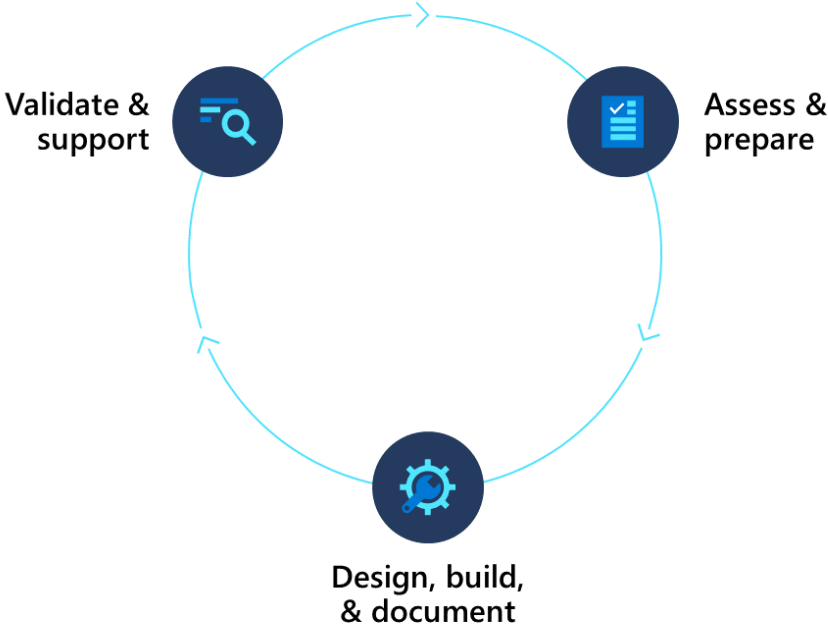 Validate &
support
Assess &
prepare
Design, build,
& document